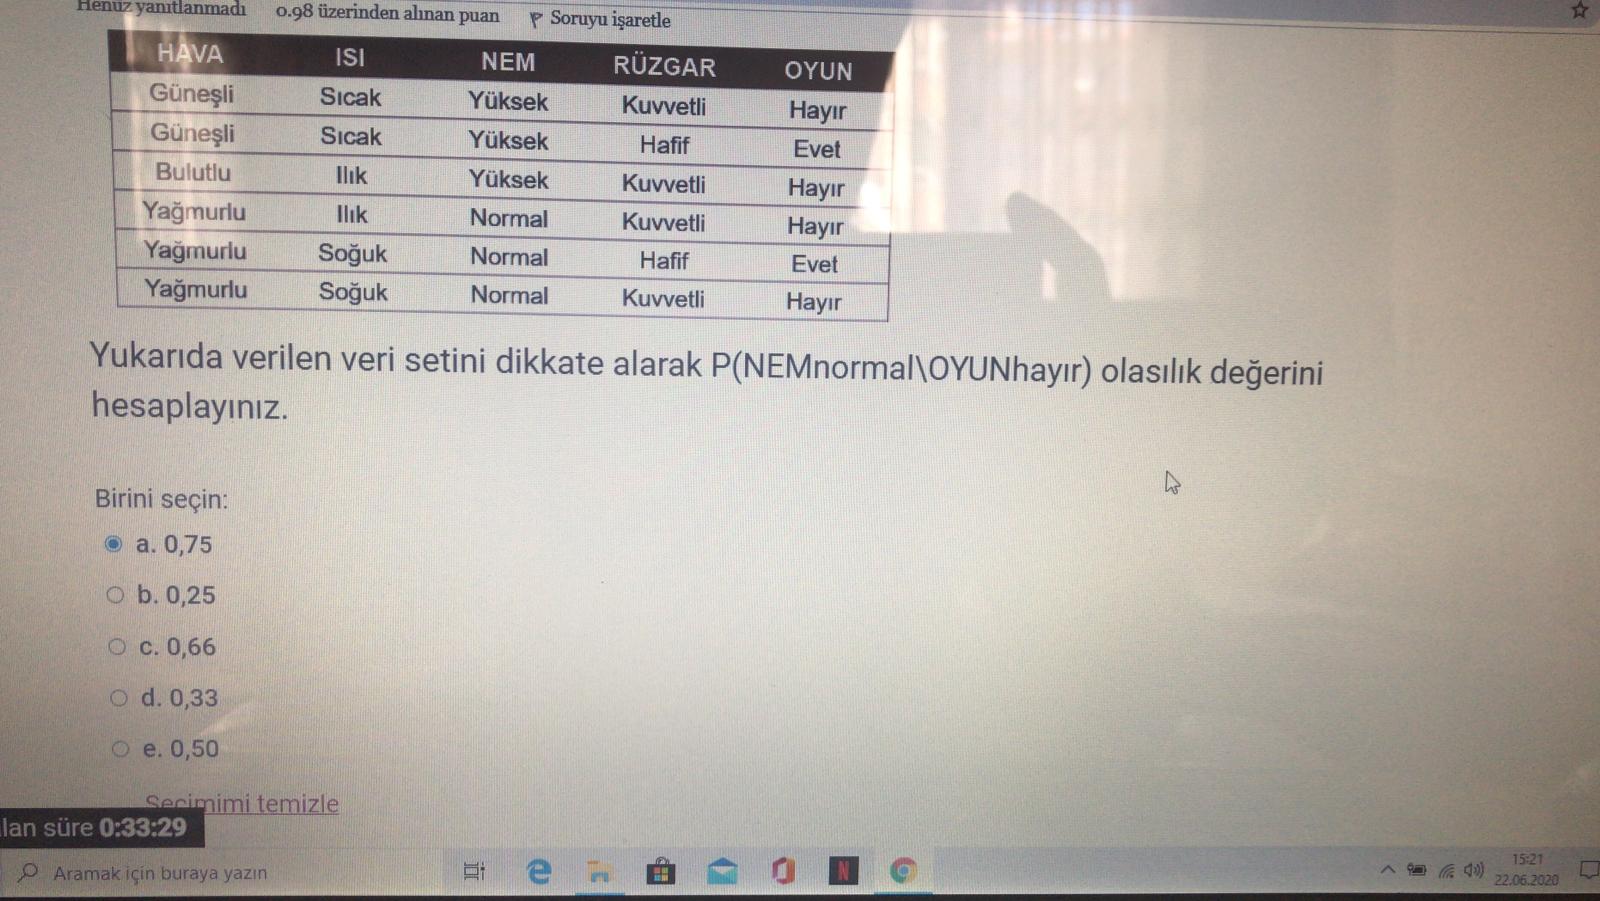 Henüz yanıtlanmadı 0.98 üzerinden alınan puan Soruyu işaretle
HAVA ISI NEM RÜZGAR OYUN
Güneşli Sıcak Yüksek Kuvvetli Hayır
Güneşli Sıcak Yüksek Hafif Evet
Bulutlu Ilık Yüksek Kuvvetli Hayır
Yağmurlu Ilık Normal Kuvvetli Hayır
Yağmurlu Soğuk Normal Hafif Evet
Yağmurlu Soğuk Normal Kuvvetli Hayır
Yukarıda verilen veri setini dikkate alarak P(NEMnormal\OYUNhayır) olasılık değerini
hesaplayınız.
Birini seçin:
a. 0,75
b. 0,25
c. 0,66
d. 0,33
e. 0,50
Seçimimi temizle
lan süre 0:33:29
Aramak için buraya yazın
N
15:21
22.06.2020